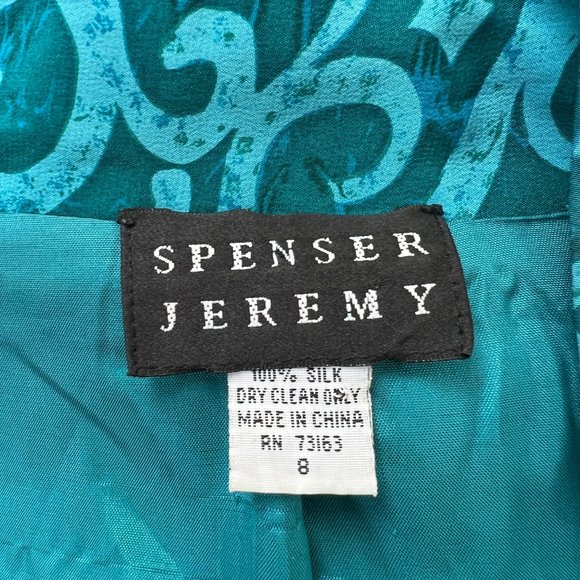 SPENSER
JEREMY
100% SILK
DRY CLEAN ONLY
MADE IN CHINA
RN 73163
8